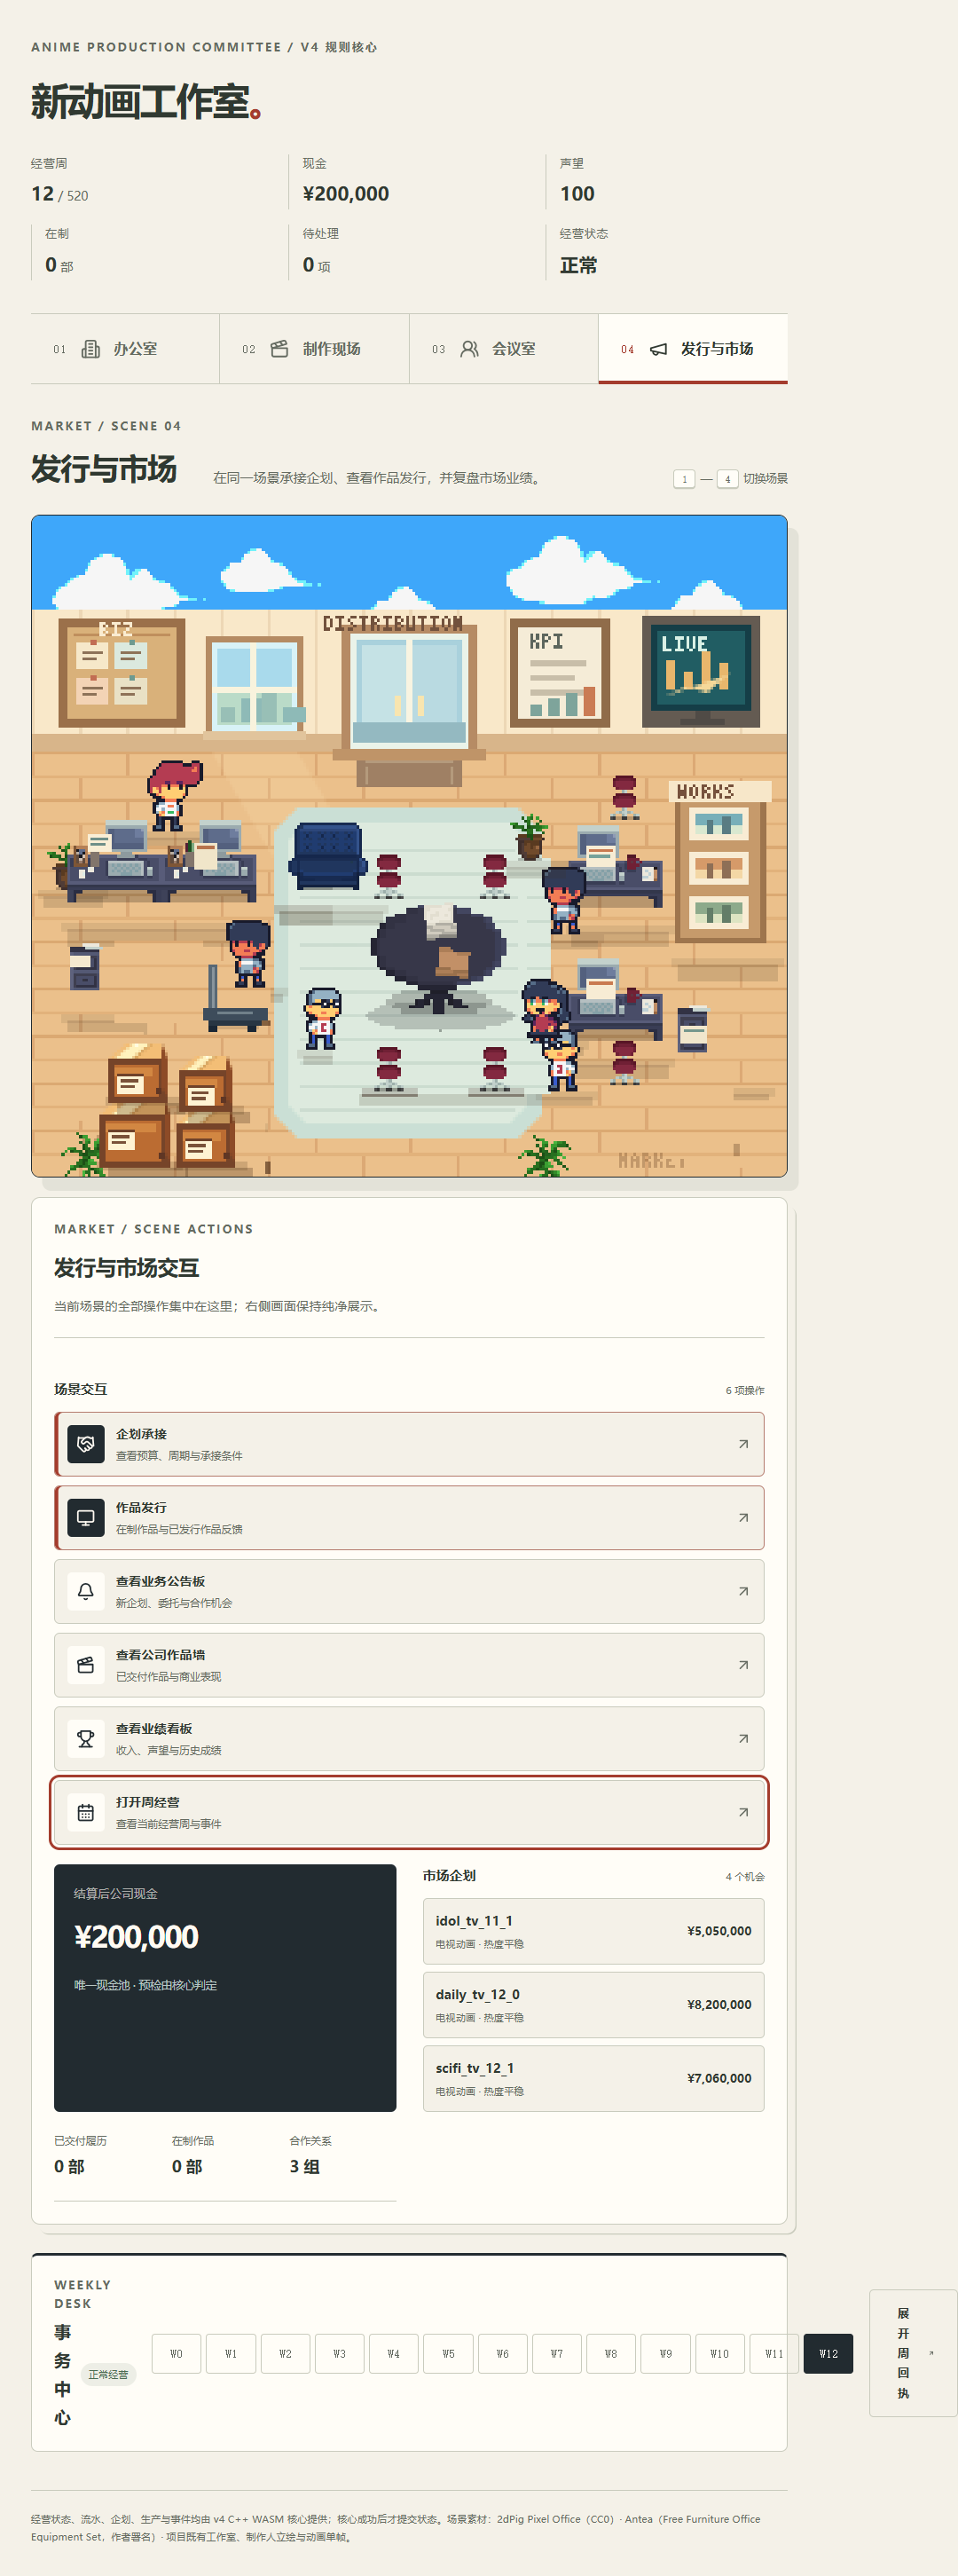 ANIME PRODUCTION COMMITTEE / V4 规则核心
新动画工作室。
经营周
12 / 520
现金
¥200,000
声望
100
在制
0 部
待处理
0 项
经营状态
正常
01 办公室
02 制作现场
03 会议室
04 发行与市场
MARKET / SCENE 04
发行与市场
在同一场景承接企划、查看作品发行，并复盘市场业绩。
1 — 4 切换场景
BIZ
DISTRIBUTION
KPI
LIVE
WORKS
MARKET / SCENE ACTIONS
发行与市场交互
当前场景的全部操作集中在这里；右侧画面保持纯净展示。
场景交互
6 项操作
企划承接
查看预算、周期与承接条件
作品发行
在制作品与已发行作品反馈
查看业务公告板
新企划、委托与合作机会
查看公司作品墙
已交付作品与商业表现
查看业绩看板
收入、声望与历史成绩
打开周经营
查看当前经营周与事件
结算后公司现金
¥200,000
唯一现金池 · 预检由核心判定
市场企划
4 个机会
idol_tv_11_1
电视动画 · 热度平稳
¥5,050,000
daily_tv_12_0
电视动画 · 热度平稳
¥8,200,000
scifi_tv_12_1
电视动画 · 热度平稳
¥7,060,000
已交付履历
0 部
在制作品
0 部
合作关系
3 组
WEEKLY
DESK
事
务
中
心
正常经营
W0 W1 W2 W3 W4 W5 W6 W7 W8 W9 W10 W11 W12
展
开
周
回
执
经营状态、流水、企划、生产与事件均由 v4 C++ WASM 核心提供；核心成功后才提交状态。场景素材：2dPig Pixel Office（CC0）· Antea（Free Furniture Office
Equipment Set，作者署名）· 项目既有工作室、制作人立绘与动画单帧。